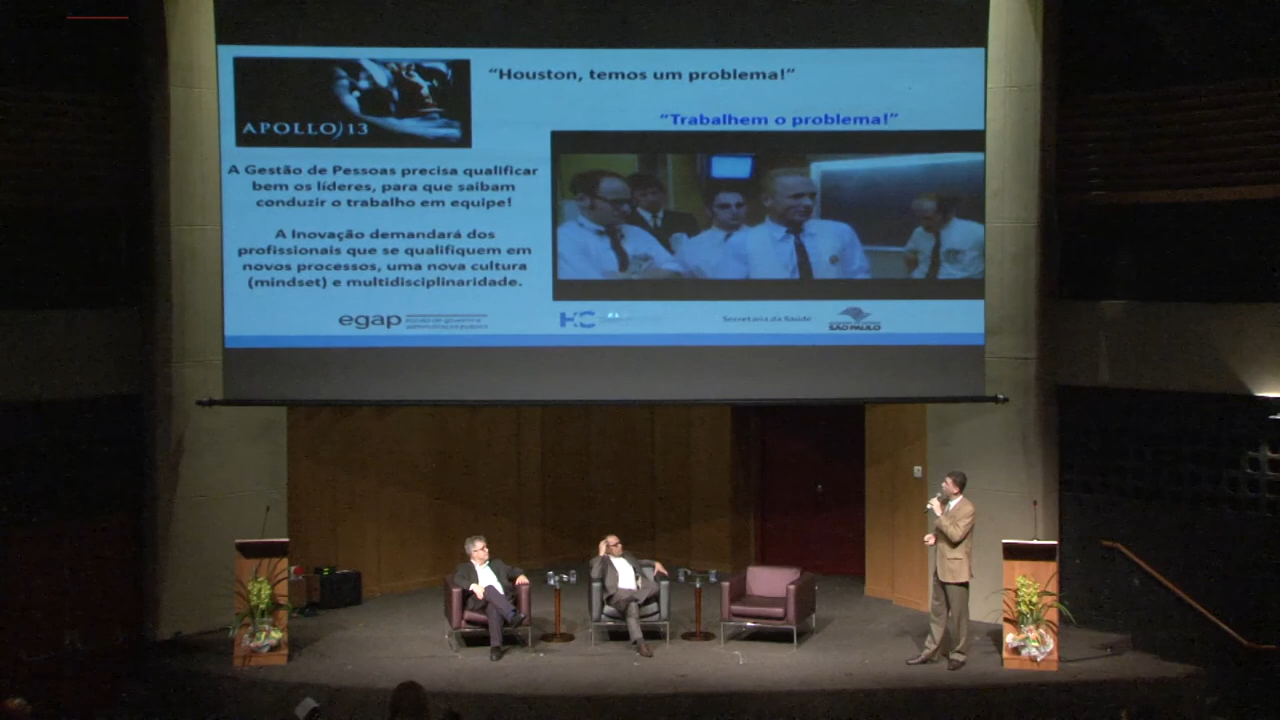 “Houston, temos um problema!”
APOLLO 13
“Trabalhem o problema!”
A Gestão de Pessoas precisa qualificar
bem os líderes, para que saibam
conduzir o trabalho em equipe!
A Inovação demandará dos
profissionais que se qualifiquem em
novos processos, uma nova cultura
(mindset) e multidisciplinaridade.
egap
HC
Secretaria da Saúde
SÃO PAULO